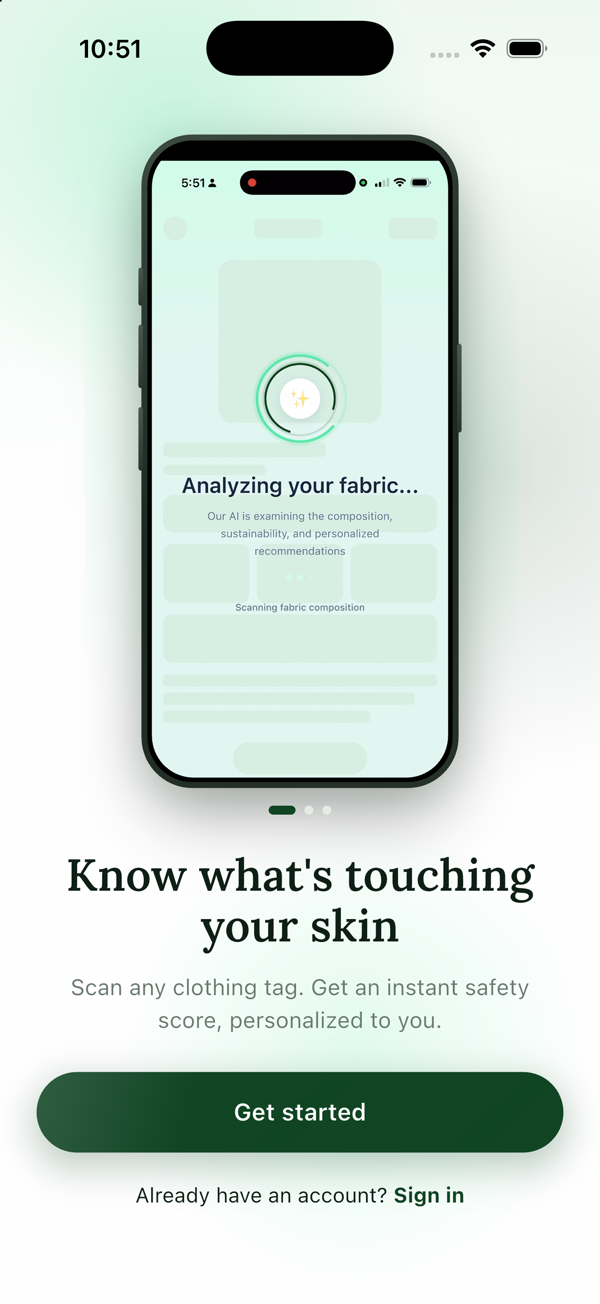 10:51
5:51
Analyzing your fabric...
Our AI is examining the composition,
sustainability, and personalized
recommendations
Scanning fabric composition
Know what's touching
your skin
Scan any clothing tag. Get an instant safety
score, personalized to you.
Get started
Already have an account? Sign in